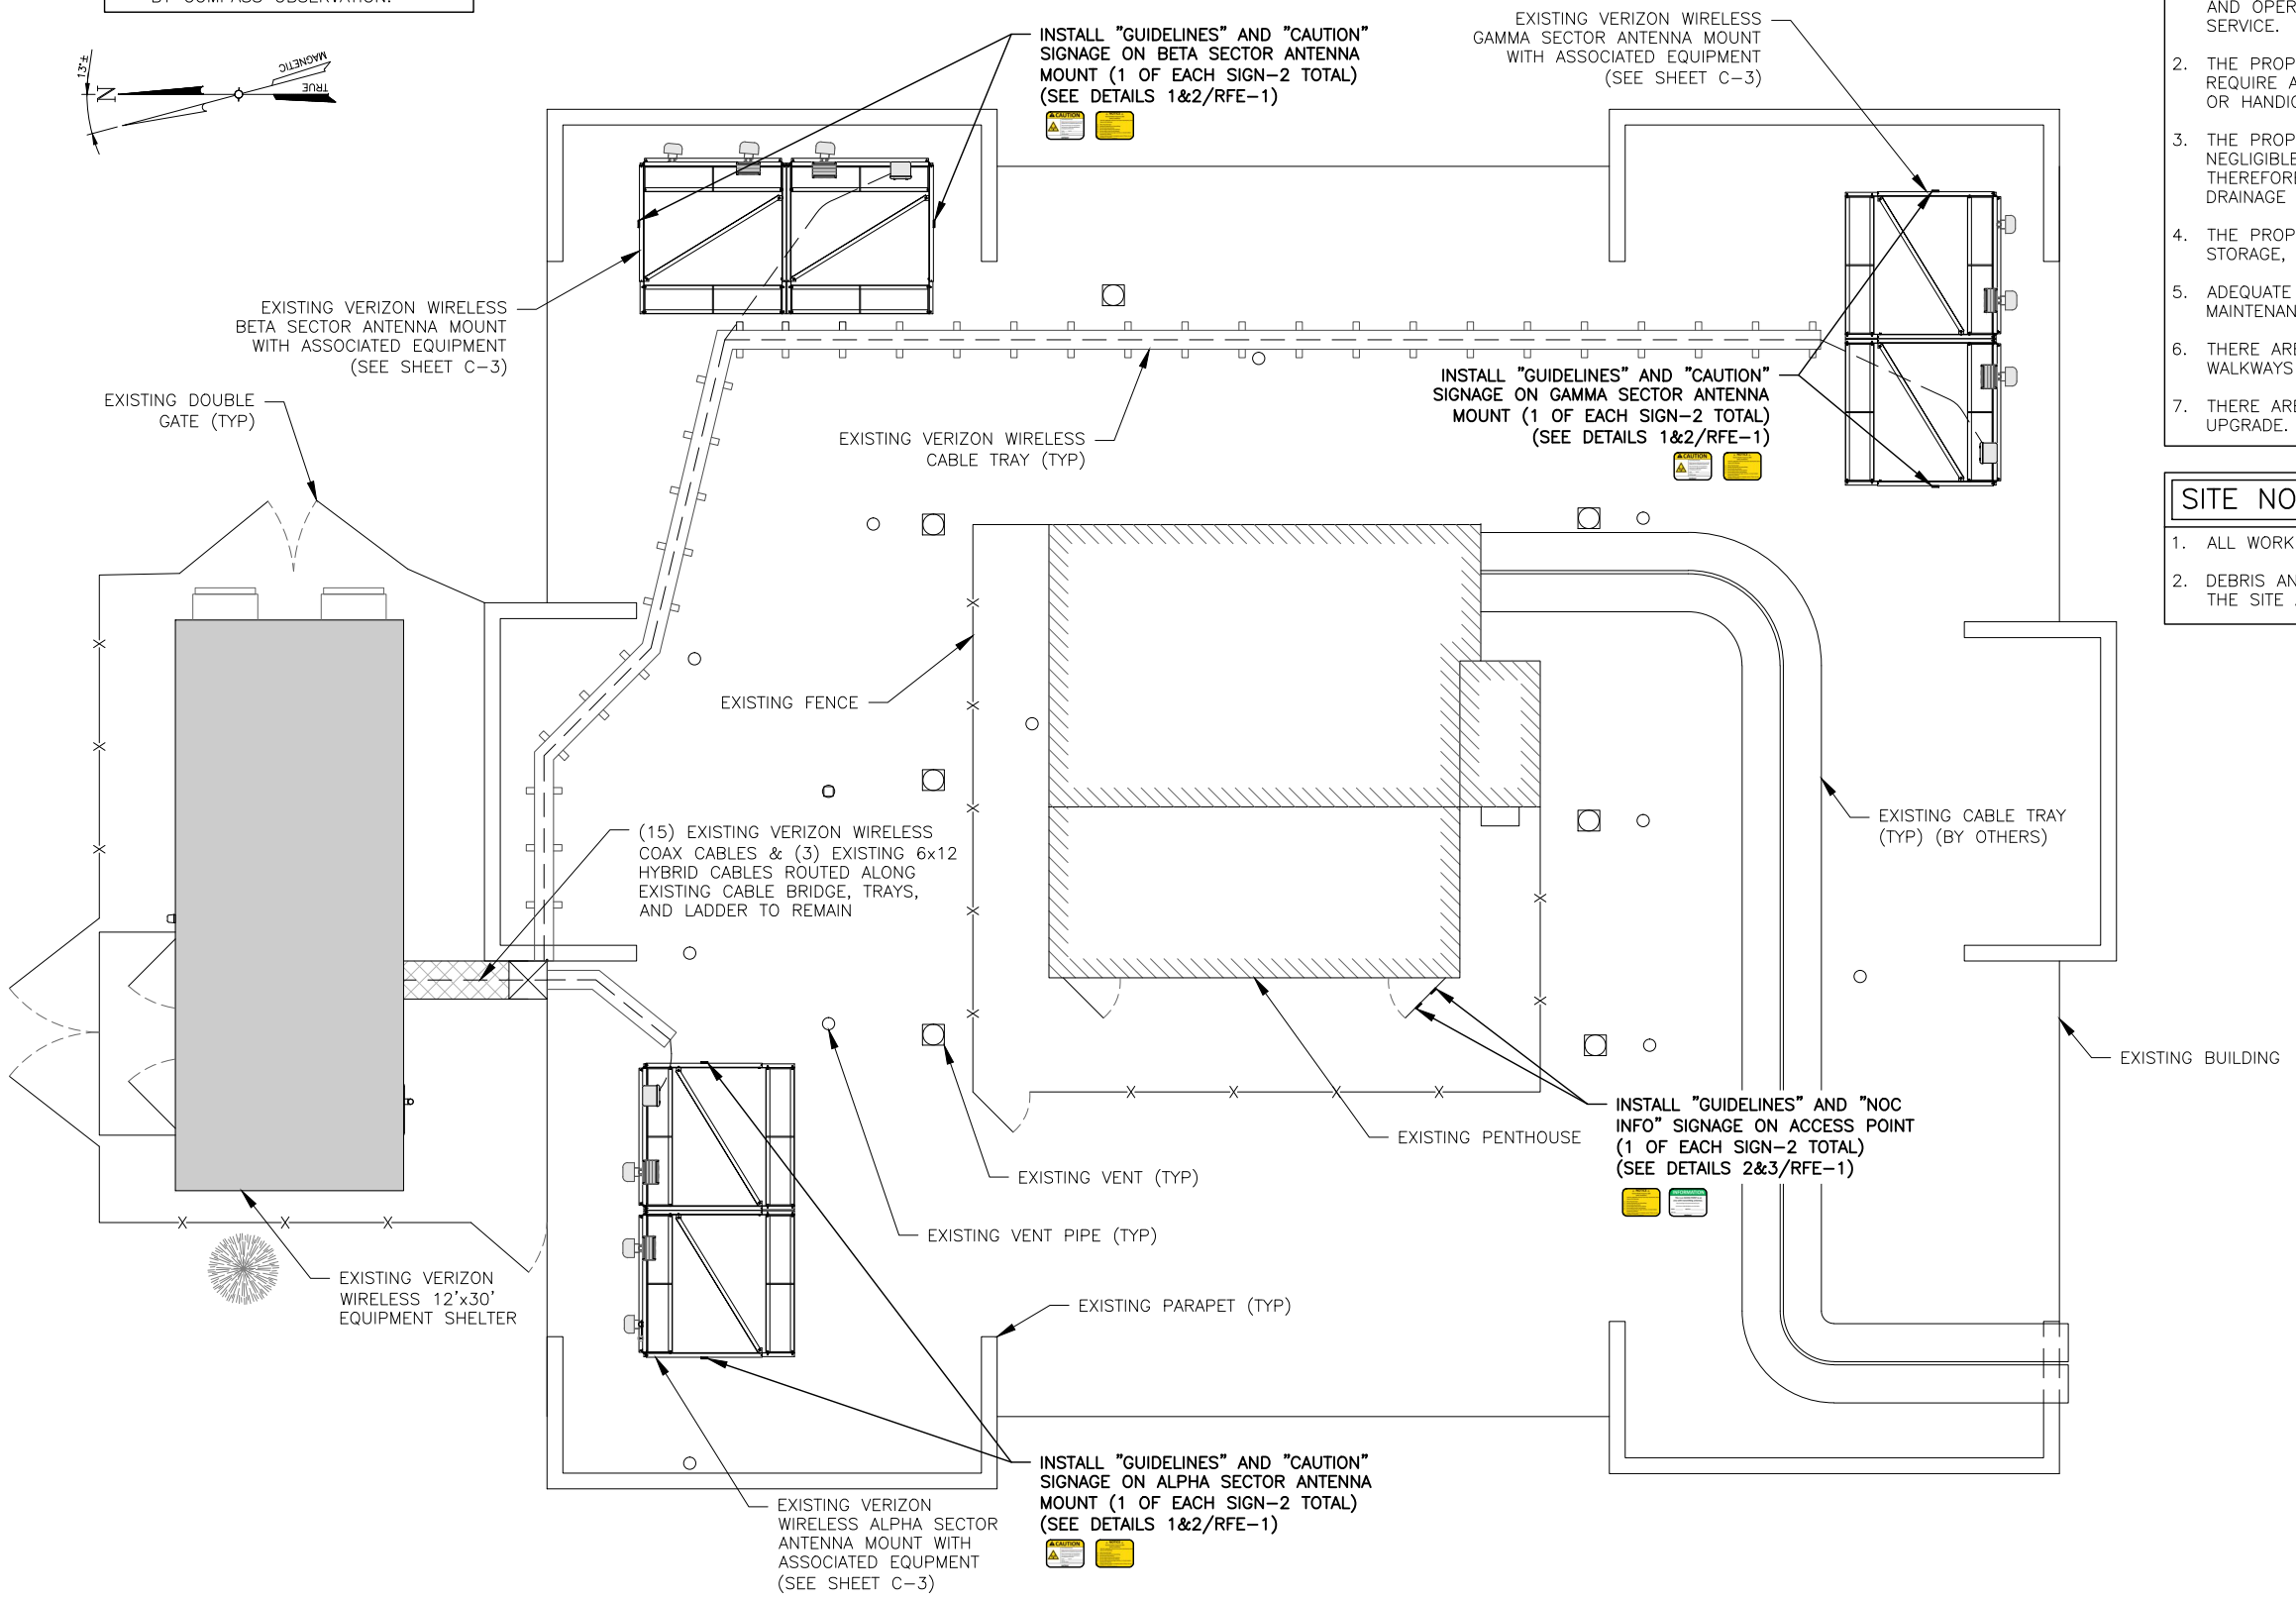 BY COMPASS OBSERVATION.
13°±
N
MAGNETIC
TRUE
INSTALL "GUIDELINES" AND "CAUTION"
SIGNAGE ON BETA SECTOR ANTENNA
MOUNT (1 OF EACH SIGN-2 TOTAL)
(SEE DETAILS 1&2/RFE-1)
CAUTION
EXISTING VERIZON WIRELESS
GAMMA SECTOR ANTENNA MOUNT
WITH ASSOCIATED EQUIPMENT
(SEE SHEET C-3)
EXISTING VERIZON WIRELESS
BETA SECTOR ANTENNA MOUNT
WITH ASSOCIATED EQUIPMENT
(SEE SHEET C-3)
EXISTING DOUBLE
GATE (TYP)
EXISTING VERIZON WIRELESS
CABLE TRAY (TYP)
INSTALL "GUIDELINES" AND "CAUTION"
SIGNAGE ON GAMMA SECTOR ANTENNA
MOUNT (1 OF EACH SIGN-2 TOTAL)
(SEE DETAILS 1&2/RFE-1)
CAUTION
EXISTING FENCE
(15) EXISTING VERIZON WIRELESS
COAX CABLES & (3) EXISTING 6x12
HYBRID CABLES ROUTED ALONG
EXISTING CABLE BRIDGE, TRAYS,
AND LADDER TO REMAIN
EXISTING CABLE TRAY
(TYP) (BY OTHERS)
EXISTING BUILDING
INSTALL "GUIDELINES" AND "NOC
INFO" SIGNAGE ON ACCESS POINT
(1 OF EACH SIGN-2 TOTAL)
(SEE DETAILS 2&3/RFE-1)
INFORMATION
EXISTING PENTHOUSE
EXISTING VENT (TYP)
EXISTING VENT PIPE (TYP)
EXISTING VERIZON
WIRELESS 12'x30'
EQUIPMENT SHELTER
EXISTING PARAPET (TYP)
INSTALL "GUIDELINES" AND "CAUTION"
SIGNAGE ON ALPHA SECTOR ANTENNA
MOUNT (1 OF EACH SIGN-2 TOTAL)
(SEE DETAILS 1&2/RFE-1)
CAUTION
EXISTING VERIZON
WIRELESS ALPHA SECTOR
ANTENNA MOUNT WITH
ASSOCIATED EQUPMENT
(SEE SHEET C-3)
AND OPER
SERVICE.
2. THE PROP
REQUIRE A
OR HANDIC
3. THE PROP
NEGLIGIBLE
THEREFORE
DRAINAGE
4. THE PROP
STORAGE,
5. ADEQUATE
MAINTENAN
6. THERE ARE
WALKWAYS
7. THERE ARE
UPGRADE.
SITE NO
1. ALL WORK
2. DEBRIS AN
THE SITE